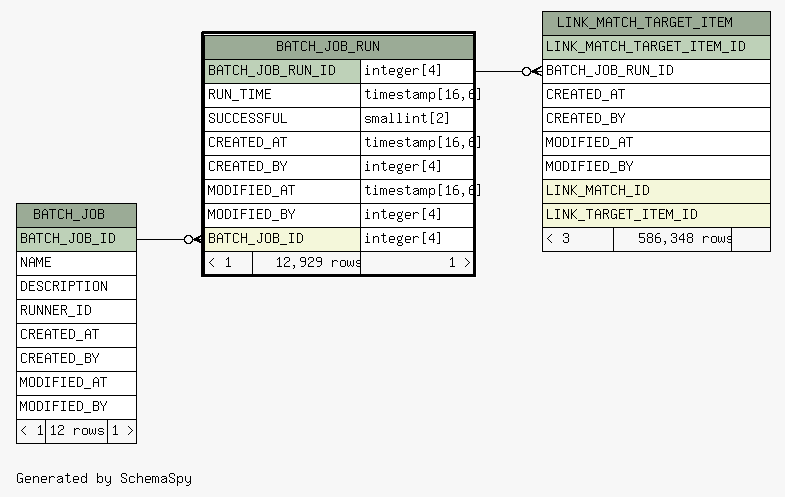 BATCH_JOB
BATCH_JOB_ID
NAME
DESCRIPTION
RUNNER_ID
CREATED_AT
CREATED_BY
MODIFIED_AT
MODIFIED_BY
< 1 12 rows 1 >
BATCH_JOB_RUN
BATCH_JOB_RUN_ID integer[4]
RUN_TIME timestamp[16,6]
SUCCESSFUL smallint[2]
CREATED_AT timestamp[16,6]
CREATED_BY integer[4]
MODIFIED_AT timestamp[16,6]
MODIFIED_BY integer[4]
BATCH_JOB_ID integer[4]
< 1 12,929 rows 1 >
LINK_MATCH_TARGET_ITEM
LINK_MATCH_TARGET_ITEM_ID
BATCH_JOB_RUN_ID
CREATED_AT
CREATED_BY
MODIFIED_AT
MODIFIED_BY
LINK_MATCH_ID
LINK_TARGET_ITEM_ID
< 3 586,348 rows
Generated by SchemaSpy